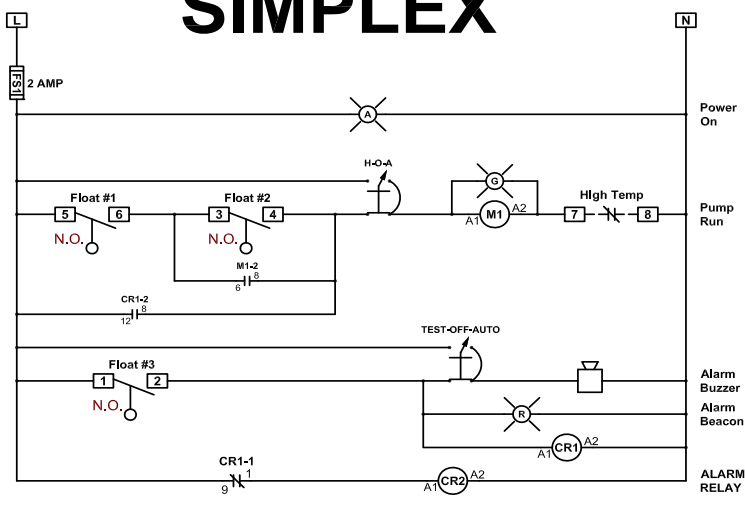 SIMPLEX
L
N
FS1
2 AMP
A
Power
On
H-O-A
G
Float #1
Float #2
HIgh Temp
5
6
3
4
A1
M1
A2
7
8
Pump
Run
N.O.
N.O.
M1-2
6
8
CR1-2
12
8
TEST-OFF-AUTO
Float #3
1
2
Alarm
Buzzer
N.O.
R
Alarm
Beacon
A1
CR1
A2
CR1-1
9
1
A1
CR2
A2
ALARM
RELAY